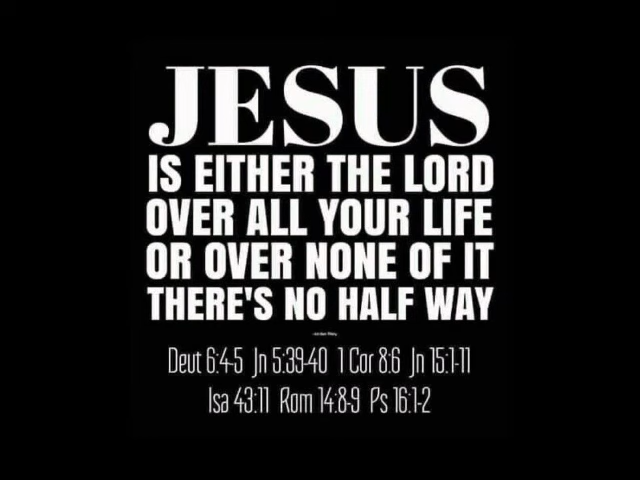 JESUS
IS EITHER THE LORD
OVER ALL YOUR LIFE
OR OVER NONE OF IT
THERE'S NO HALF WAY
Deut 6:4-5 Jn 5:39-40 1 Cor 8:6 Jn 15:1-11
Isa 43:11 Rom 14:8-9 Ps 16:1-2